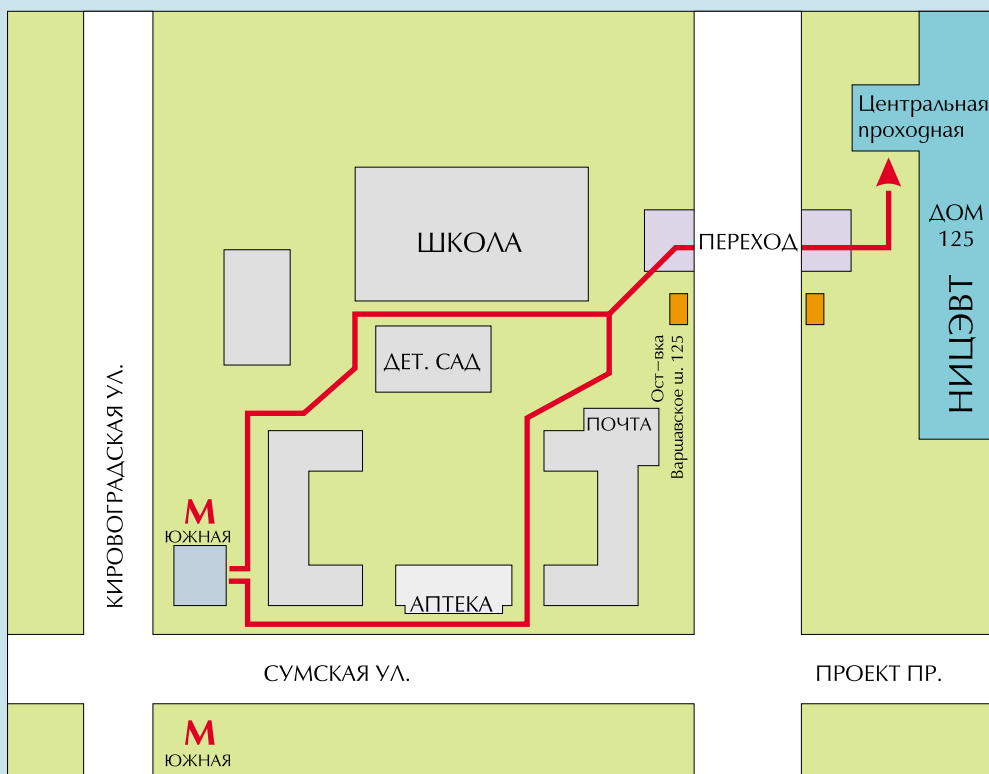 Центральная
проходная
ДОМ
125
НИЦЭВТ
ШКОЛА
ПЕРЕХОД
ДЕТ. САД
Ост-вка
Варшавское ш. 125
ПОЧТА
КИРОВОГРАДСКАЯ УЛ.
М
ЮЖНАЯ
АПТЕКА
СУМСКАЯ УЛ.
ПРОЕКТ ПР.
М
ЮЖНАЯ